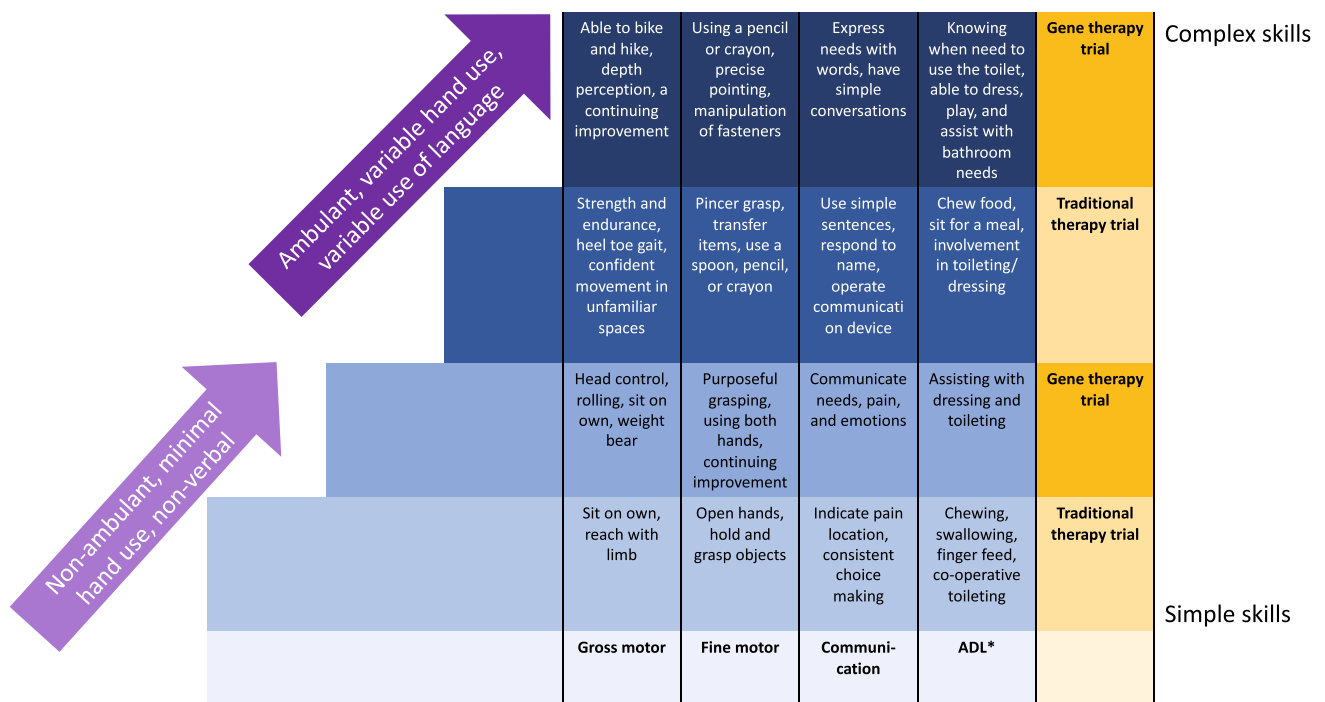 Ambulant, variable hand use,
variable use of language
Non-ambulant, minimal
hand use, non-verbal
Able to bike
and hike,
depth
perception, a
continuing
improvement
Using a pencil
or crayon,
precise
pointing,
manipulation
of fasteners
Express
needs with
words, have
simple
conversations
Knowing
when need to
use the toilet,
able to dress,
play, and
assist with
bathroom
needs
Gene therapy
trial
Complex skills
Strength and
endurance,
heel toe gait,
confident
movement in
unfamiliar
spaces
Pincer grasp,
transfer
items, use a
spoon, pencil,
or crayon
Use simple
sentences,
respond to
name,
operate
communicati
on device
Chew food,
sit for a meal,
involvement
in toileting/
dressing
Traditional
therapy trial
Head control,
rolling, sit on
own, weight
bear
Purposeful
grasping,
using both
hands,
continuing
improvement
Communicate
needs, pain,
and emotions
Assisting with
dressing and
toileting
Gene therapy
trial
Sit on own,
reach with
limb
Open hands,
hold and
grasp objects
Indicate pain
location,
consistent
choice
making
Chewing,
swallowing,
finger feed,
co-operative
toileting
Traditional
therapy trial
Simple skills
Gross motor
Fine motor
Communi-
cation
ADL*